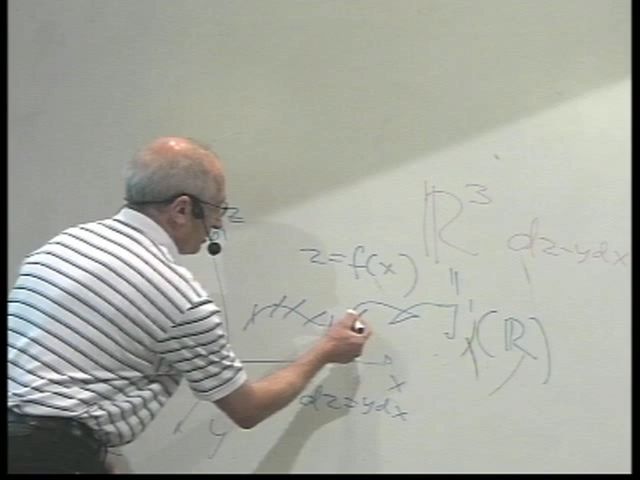 z
ℝ³
dz-ydx
z=f(x)
J¹(ℝ)
x
dz=ydx
y